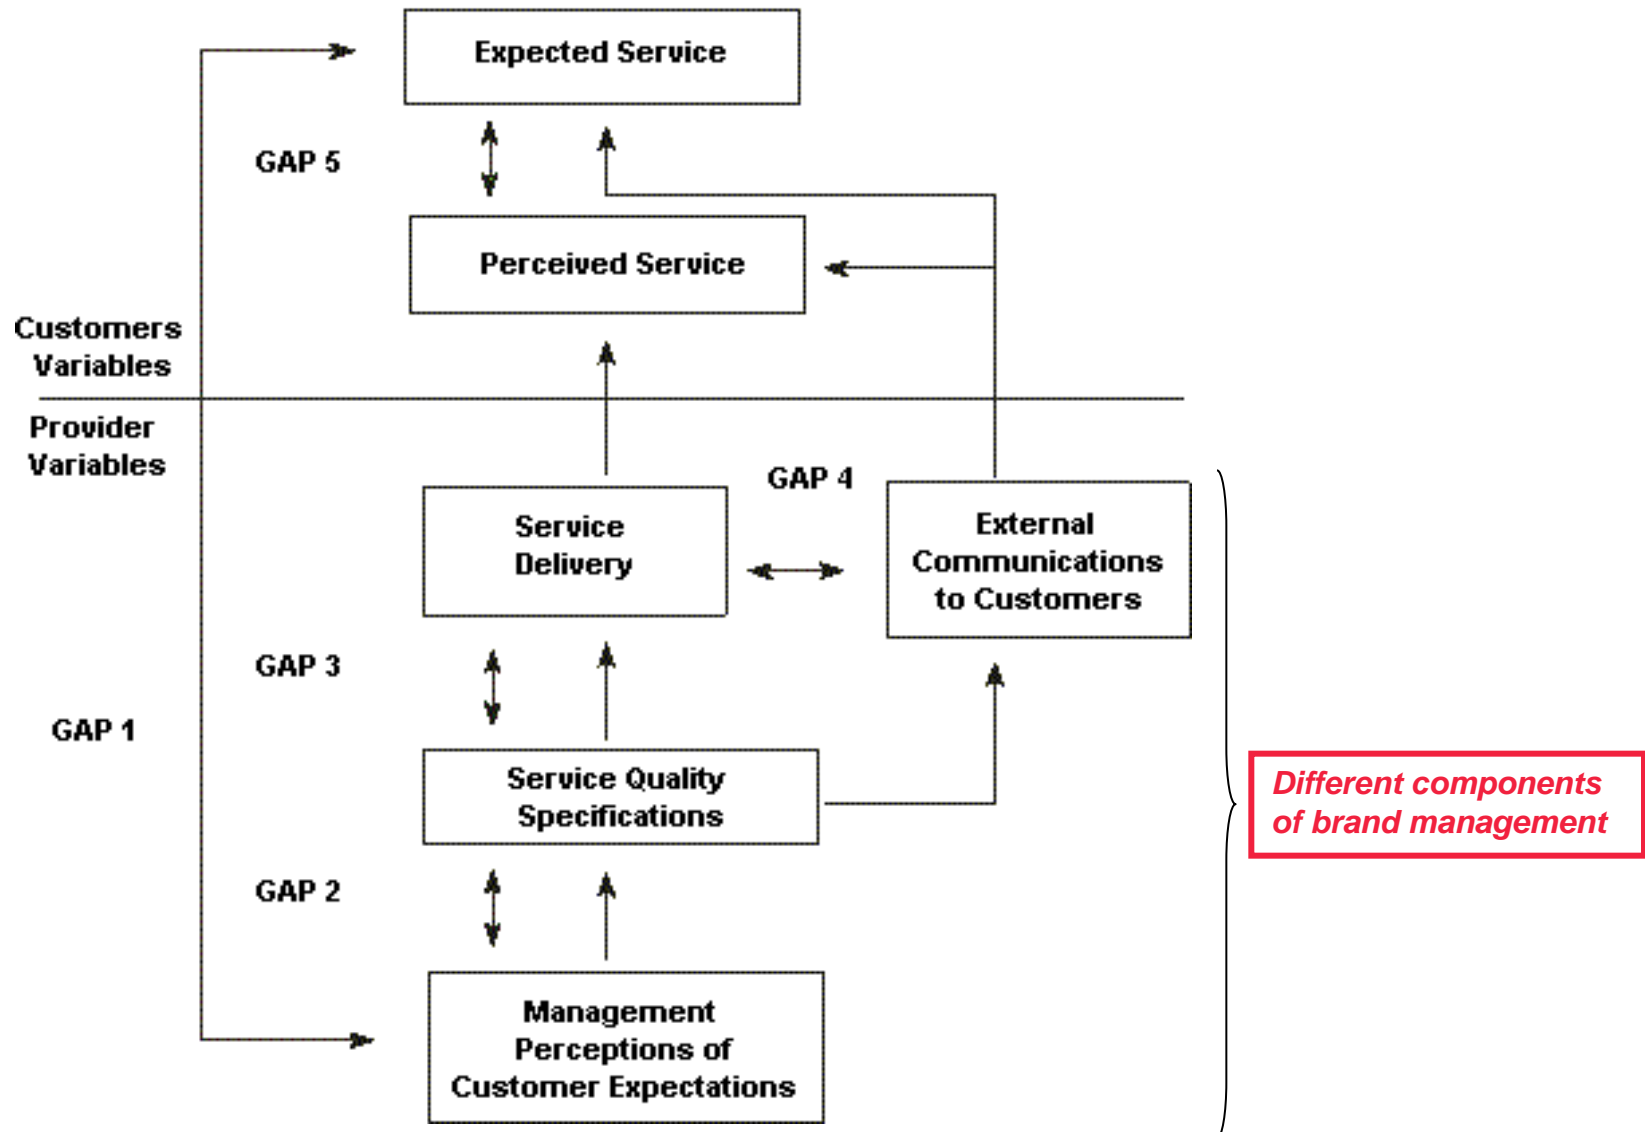 Expected Service
GAP 5
Perceived Service
Customers
Variables
Provider
Variables
GAP 4
Service
Delivery
External
Communications
to Customers
GAP 3
GAP 1
Service Quality
Specifications
Different components
of brand management
GAP 2
Management
Perceptions of
Customer Expectations